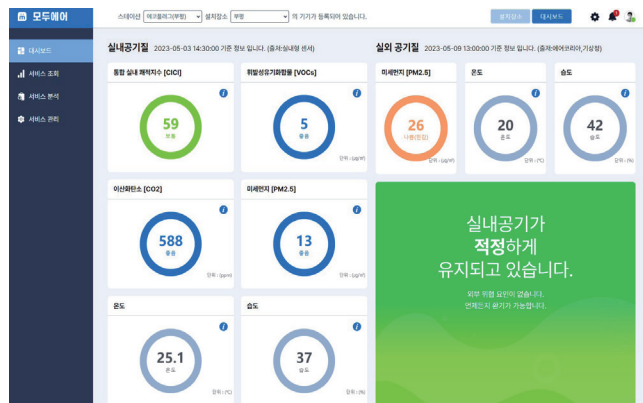 모두에어
스테이션 에코플래그(부평) 설치장소 부평 의 기기가 등록되어 있습니다.
설치장소 대시보드
대시보드
서비스 조회
서비스 분석
서비스 관리
실내공기질 2023-05-03 14:30:00 기준 정보 입니다. (출처:실내형 센서)
실외 공기질 2023-05-09 13:00:00 기준 정보 입니다. (출처:에어코리아,기상청)
통합 실내 쾌적지수 [CICI]
59
보통
휘발성유기화합물 [VOCs]
5
좋음
단위 : (㎍/㎥)
미세먼지 [PM2.5]
26
단위 : (㎍/㎥)
온도
20
온도
단위 : (℃)
습도
42
습도
단위 : (%)
이산화탄소 [CO2]
588
좋음
단위 : (ppm)
미세먼지 [PM2.5]
13
좋음
단위 : (㎍/㎥)
온도
25.1
온도
단위 : (℃)
습도
37
습도
단위 : (%)
실내공기가
적정하게
유지되고 있습니다.
외부 위험 요인이 없습니다.
언제든지 환기가 가능합니다.